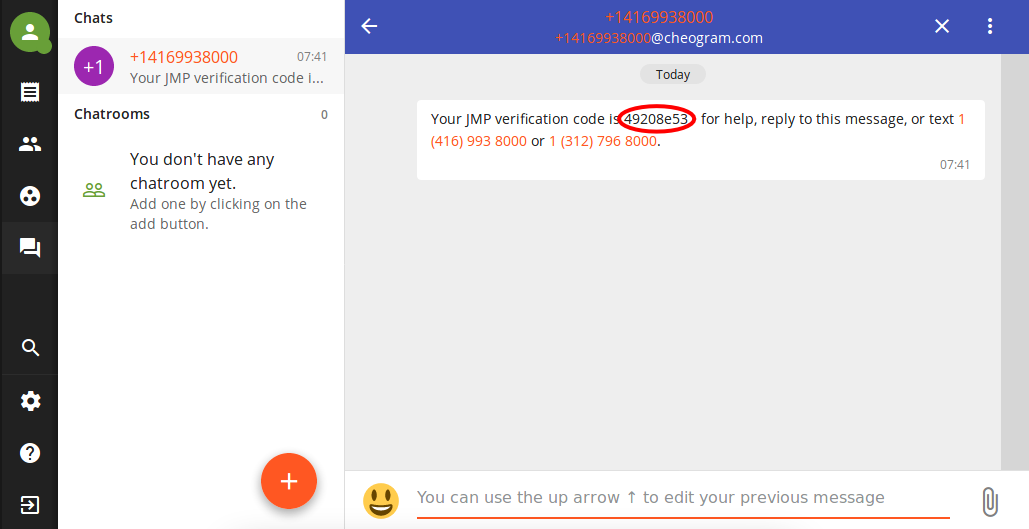 Chats
+1
+14169938000
07:41
Your JMP verification code i...
Chatrooms
0
You don't have any
chatroom yet.
Add one by clicking on the
add button.
+14169938000
+14169938000@cheogram.com
Today
Your JMP verification code is 49208e53 for help, reply to this message, or text 1
(416) 993 8000 or 1 (312) 796 8000.
07:41
You can use the up arrow ↑ to edit your previous message